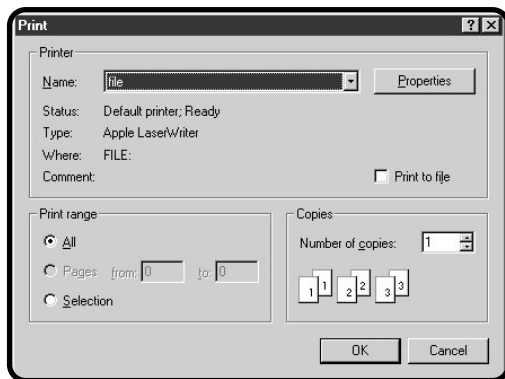 Print
Printer
Name: file Properties
Status: Default printer; Ready
Type: Apple LaserWriter
Where: FILE:
Comment: Print to file
Print range
All
Pages from: 0 to: 0
Selection
Copies
Number of copies: 1
1 1 2 2 3 3
OK Cancel